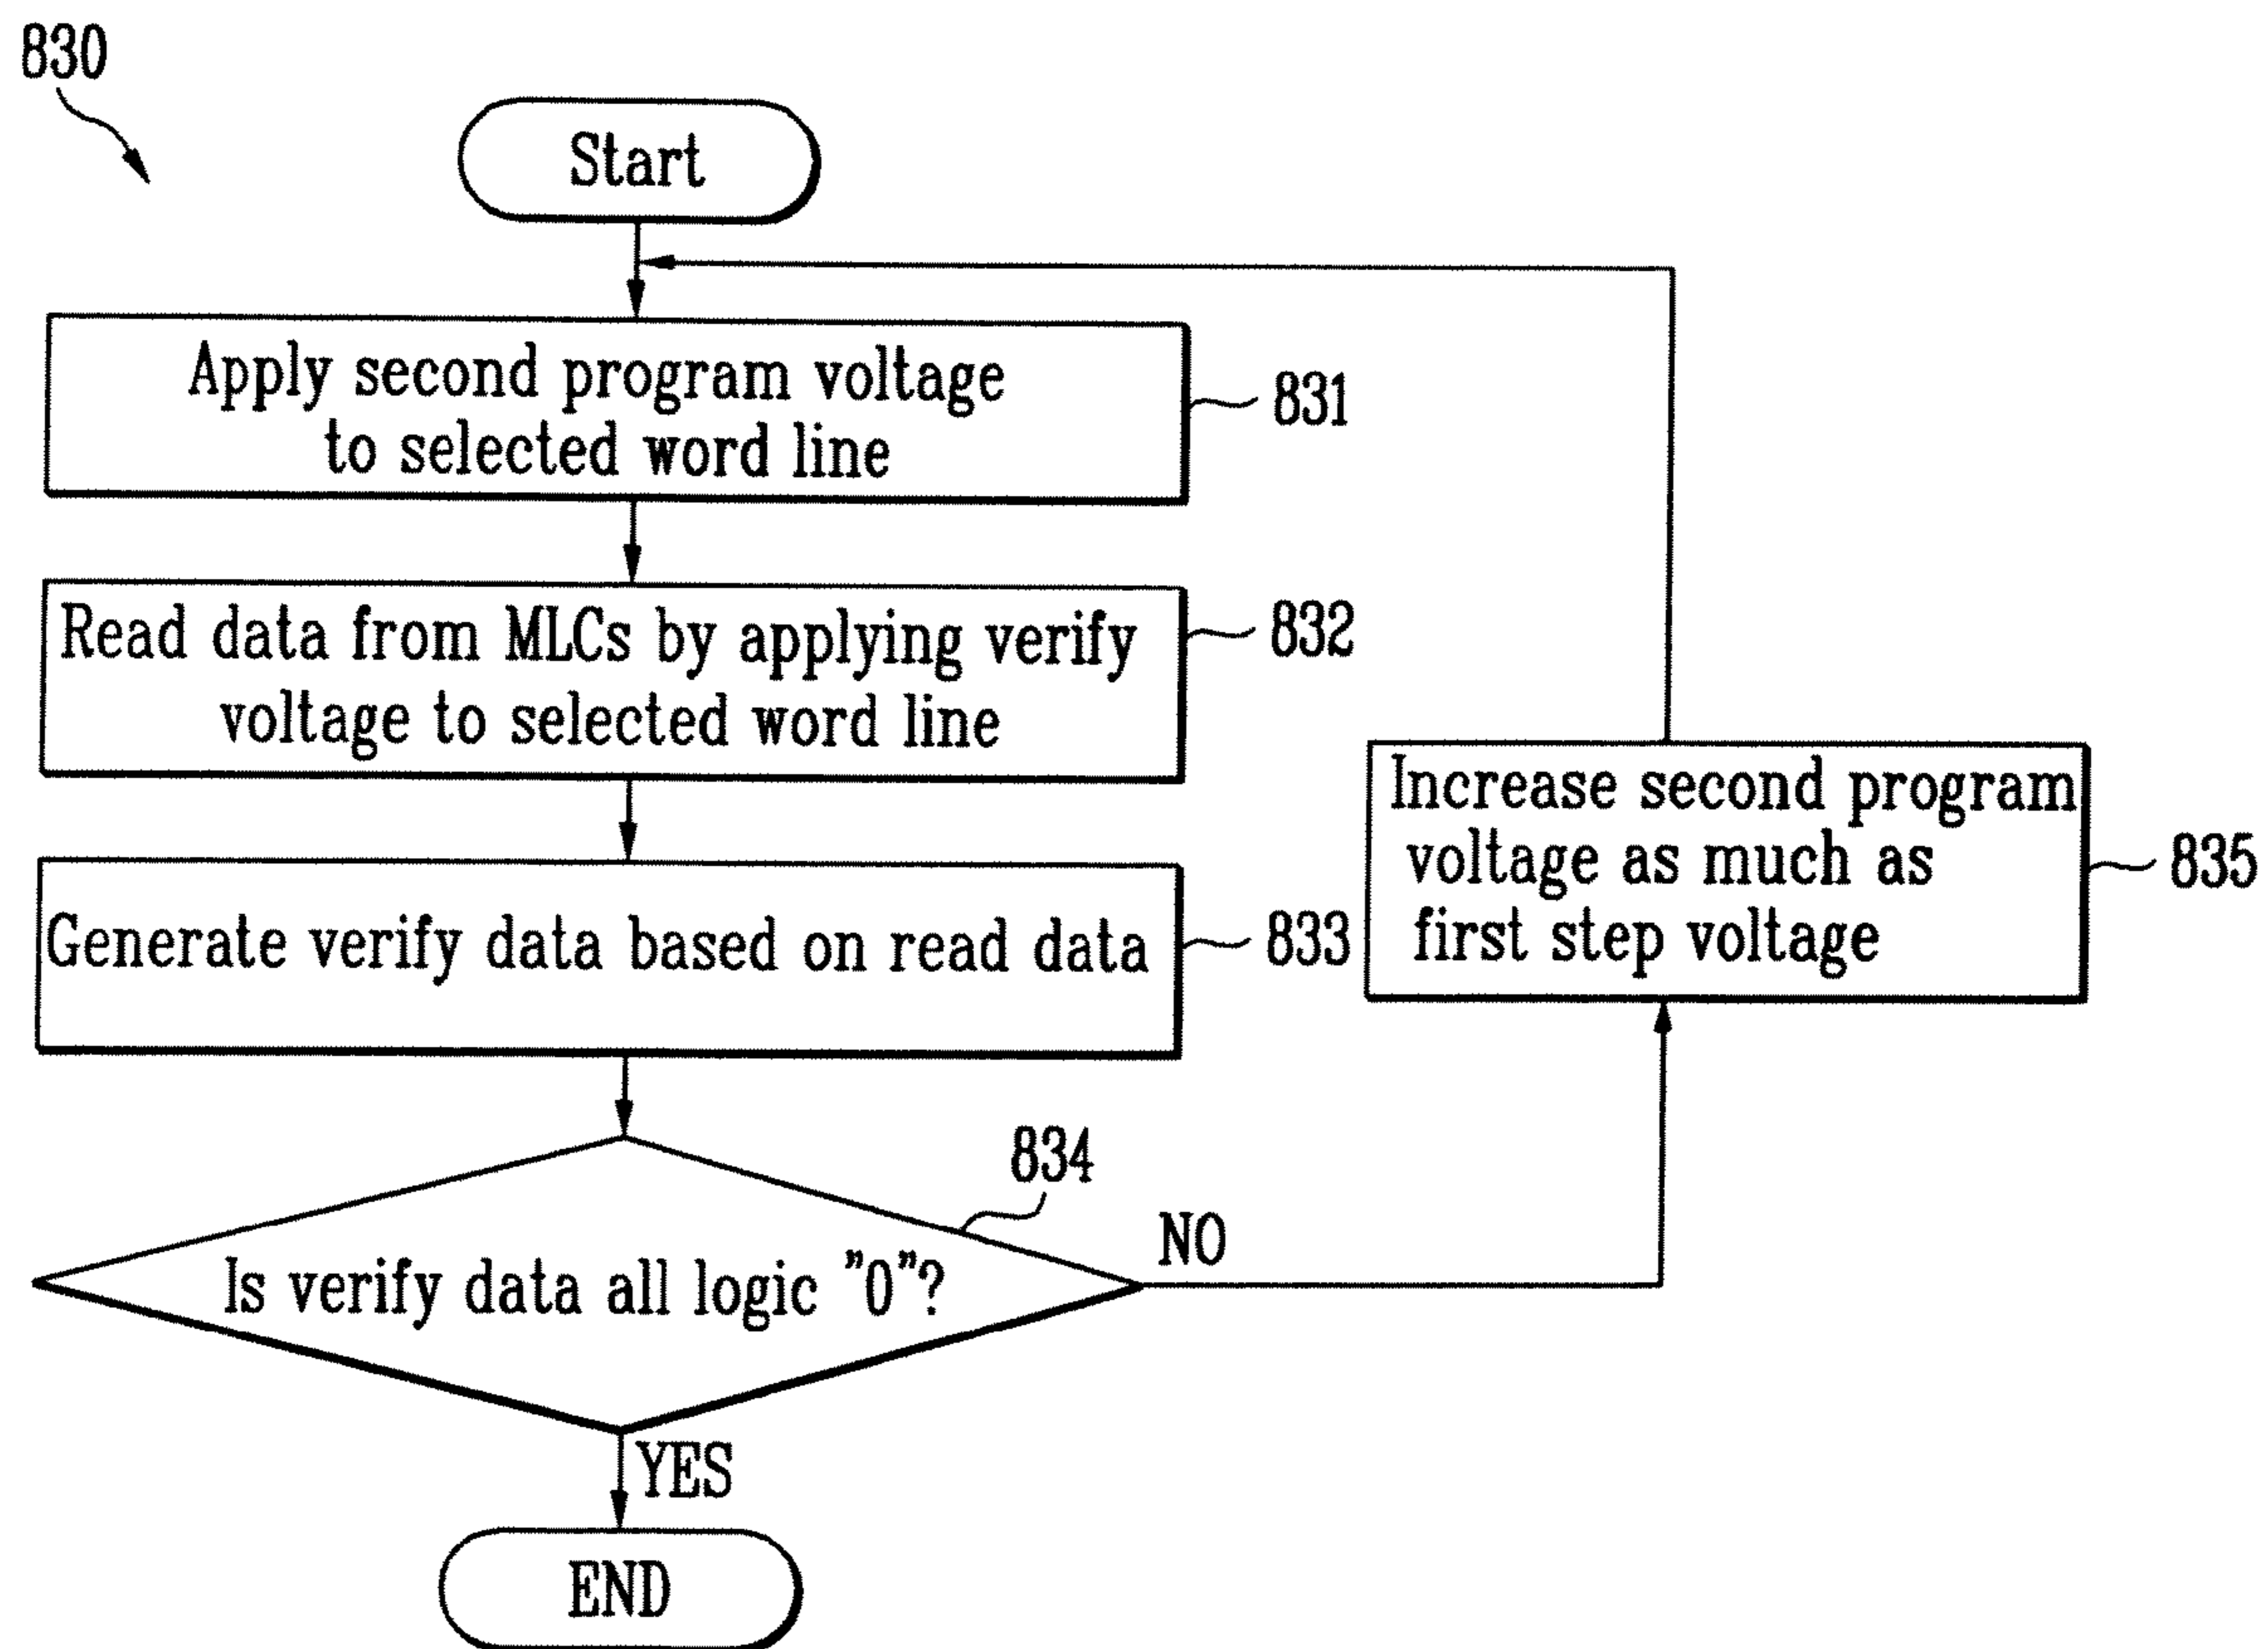 830
Start
Apply second program voltage
to selected word line
831
Read data from MLCs by applying verify
voltage to selected word line
832
Generate verify data based on read data
833
Increase second program
voltage as much as
first step voltage
835
834
Is verify data all logic "0"?
NO
YES
END